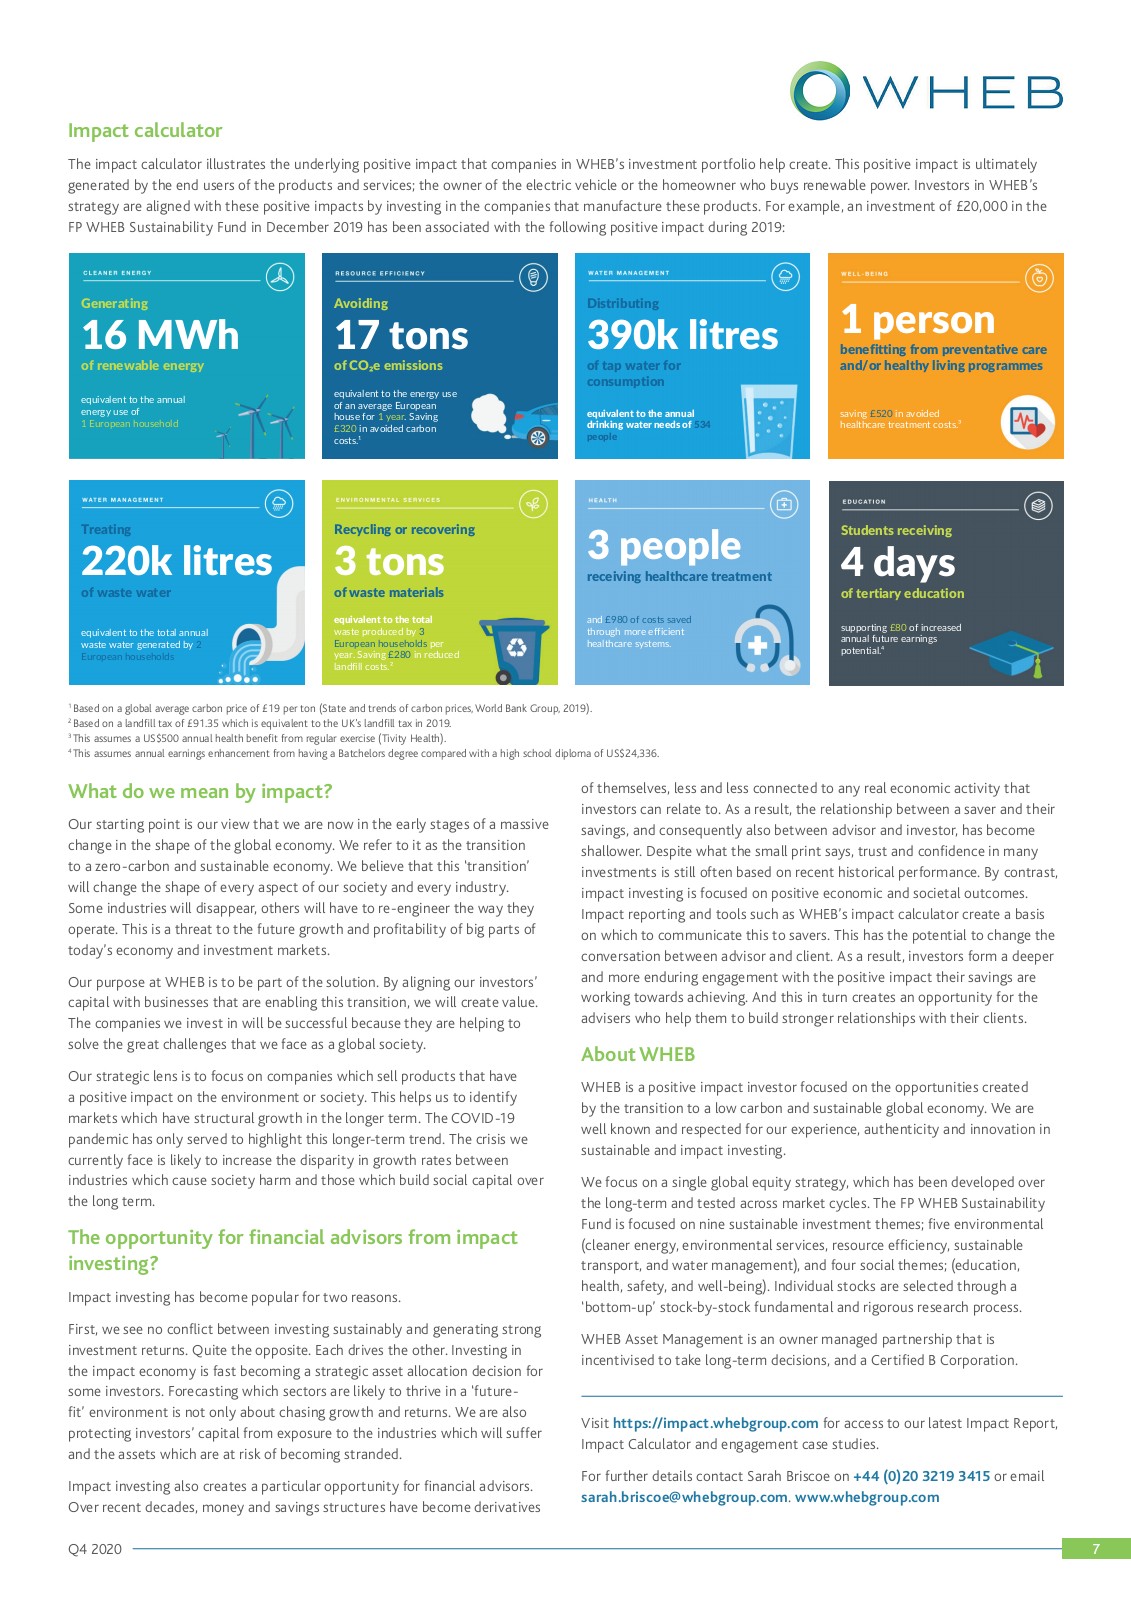 WHEB
Impact calculator
The impact calculator illustrates the underlying positive impact that companies in WHEB's investment portfolio help create. This positive impact is ultimately
generated by the end users of the products and services; the owner of the electric vehicle or the homeowner who buys renewable power. Investors in WHEB's
strategy are aligned with these positive impacts by investing in the companies that manufacture these products. For example, an investment of £20,000 in the
FP WHEB Sustainability Fund in December 2019 has been associated with the following positive impact during 2019:
CLEANER ENERGY
Generating
16 MWh
of renewable energy
equivalent to the annual
energy use of
1 European household
RESOURCE EFFICIENCY
Avoiding
17 tons
of CO₂e emissions
equivalent to the energy use
of an average European
house for 1 year. Saving
£320 in avoided carbon
costs.¹
WATER MANAGEMENT
Distributing
390k litres
of tap water for
consumption
equivalent to the annual
drinking water needs of 534
people
WELL-BEING
1 person
benefitting from preventative care
and/or healthy living programmes
saving £520 in avoided
healthcare treatment costs.³
WATER MANAGEMENT
Treating
220k litres
of waste water
equivalent to the total annual
waste water generated by 2
European households
ENVIRONMENTAL SERVICES
Recycling or recovering
3 tons
of waste materials
equivalent to the total
waste produced by 3
European households per
year. Saving £280 in reduced
landfill costs.²
HEALTH
3 people
receiving healthcare treatment
and £980 of costs saved
through more efficient
healthcare systems.
EDUCATION
Students receiving
4 days
of tertiary education
supporting £80 of increased
annual future earnings
potential.⁴
¹ Based on a global average carbon price of £19 per ton (State and trends of carbon prices, World Bank Group, 2019).
² Based on a landfill tax of £91.35 which is equivalent to the UK's landfill tax in 2019.
³ This assumes a US$500 annual health benefit from regular exercise (Tivity Health).
⁴ This assumes annual earnings enhancement from having a Batchelors degree compared with a high school diploma of US$24,336.
What do we mean by impact?
Our starting point is our view that we are now in the early stages of a massive
change in the shape of the global economy. We refer to it as the transition
to a zero-carbon and sustainable economy. We believe that this 'transition'
will change the shape of every aspect of our society and every industry.
Some industries will disappear, others will have to re-engineer the way they
operate. This is a threat to the future growth and profitability of big parts of
today's economy and investment markets.
Our purpose at WHEB is to be part of the solution. By aligning our investors'
capital with businesses that are enabling this transition, we will create value.
The companies we invest in will be successful because they are helping to
solve the great challenges that we face as a global society.
Our strategic lens is to focus on companies which sell products that have
a positive impact on the environment or society. This helps us to identify
markets which have structural growth in the longer term. The COVID-19
pandemic has only served to highlight this longer-term trend. The crisis we
currently face is likely to increase the disparity in growth rates between
industries which cause society harm and those which build social capital over
the long term.
The opportunity for financial advisors from impact
investing?
Impact investing has become popular for two reasons.
First, we see no conflict between investing sustainably and generating strong
investment returns. Quite the opposite. Each drives the other. Investing in
the impact economy is fast becoming a strategic asset allocation decision for
some investors. Forecasting which sectors are likely to thrive in a 'future-
fit' environment is not only about chasing growth and returns. We are also
protecting investors' capital from exposure to the industries which will suffer
and the assets which are at risk of becoming stranded.
Impact investing also creates a particular opportunity for financial advisors.
Over recent decades, money and savings structures have become derivatives
of themselves, less and less connected to any real economic activity that
investors can relate to. As a result, the relationship between a saver and their
savings, and consequently also between advisor and investor, has become
shallower. Despite what the small print says, trust and confidence in many
investments is still often based on recent historical performance. By contrast,
impact investing is focused on positive economic and societal outcomes.
Impact reporting and tools such as WHEB's impact calculator create a basis
on which to communicate this to savers. This has the potential to change the
conversation between advisor and client. As a result, investors form a deeper
and more enduring engagement with the positive impact their savings are
working towards achieving. And this in turn creates an opportunity for the
advisers who help them to build stronger relationships with their clients.
About WHEB
WHEB is a positive impact investor focused on the opportunities created
by the transition to a low carbon and sustainable global economy. We are
well known and respected for our experience, authenticity and innovation in
sustainable and impact investing.
We focus on a single global equity strategy, which has been developed over
the long-term and tested across market cycles. The FP WHEB Sustainability
Fund is focused on nine sustainable investment themes; five environmental
(cleaner energy, environmental services, resource efficiency, sustainable
transport, and water management), and four social themes; (education,
health, safety, and well-being). Individual stocks are selected through a
'bottom-up' stock-by-stock fundamental and rigorous research process.
WHEB Asset Management is an owner managed partnership that is
incentivised to take long-term decisions, and a Certified B Corporation.
Visit https://impact.whebgroup.com for access to our latest Impact Report,
Impact Calculator and engagement case studies.
For further details contact Sarah Briscoe on +44 (0)20 3219 3415 or email
sarah.briscoe@whebgroup.com. www.whebgroup.com
Q4 2020
7